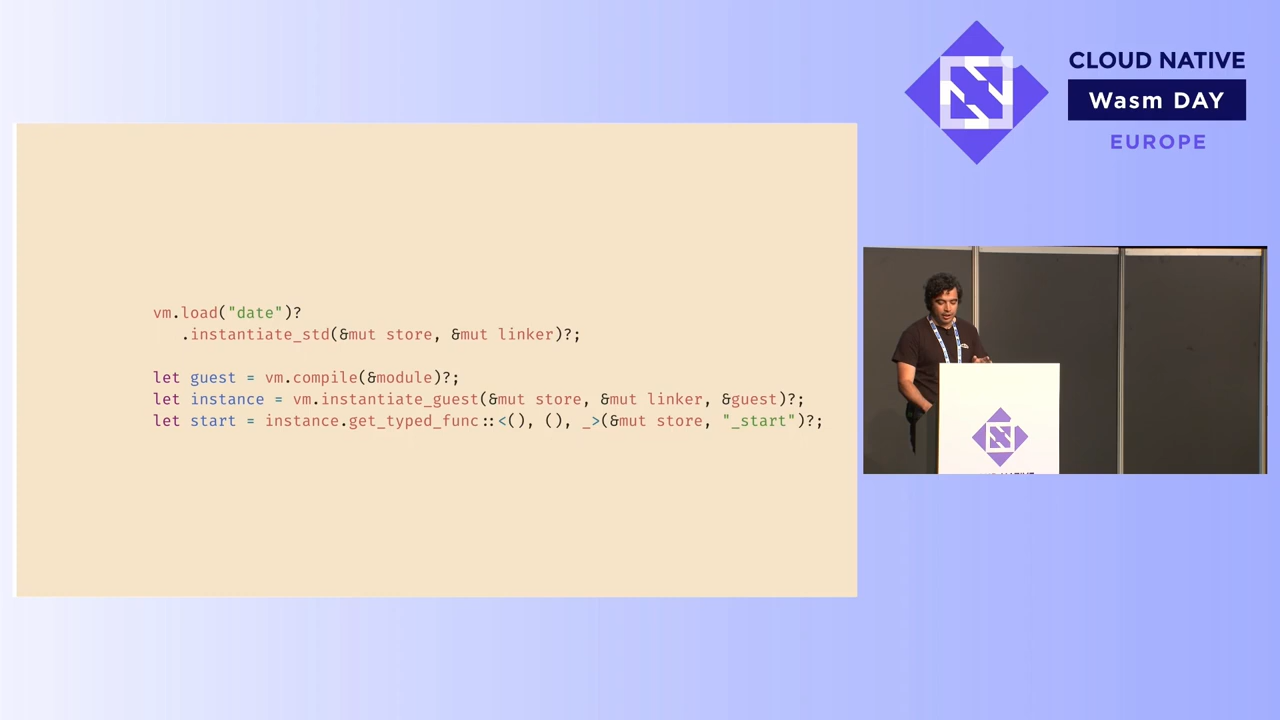 CLOUD NATIVE
Wasm DAY
EUROPE
vm.load("date")?
.instantiate_std(&mut store, &mut linker)?;
let guest = vm.compile(&module)?;
let instance = vm.instantiate_guest(&mut store, &mut linker, &guest)?;
let start = instance.get_typed_func::<(), (), _>(&mut store, "_start")?;